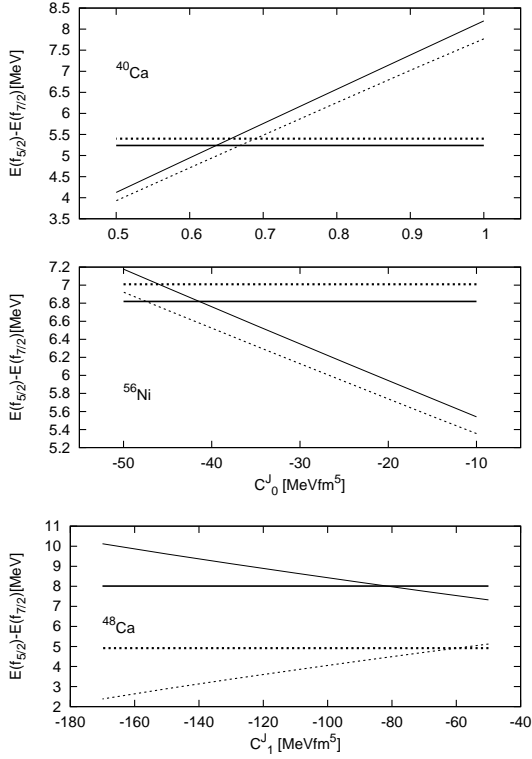 8.5
8
7.5
7
6.5
6
5.5
5
4.5
4
3.5
E(f5/2)-E(f7/2)[MeV]
40Ca
0.5 0.6 0.7 0.8 0.9 1
7.2
7
6.8
6.6
6.4
6.2
6
5.8
5.6
5.4
5.2
E(f5/2)-E(f7/2)[MeV]
56Ni
-50 -40 -30 -20 -10
CJ0 [MeVfm5]
11
10
9
8
7
6
5
4
3
2
E(f5/2)-E(f7/2)[MeV]
48Ca
-180 -160 -140 -120 -100 -80 -60 -40
CJ1 [MeVfm5]